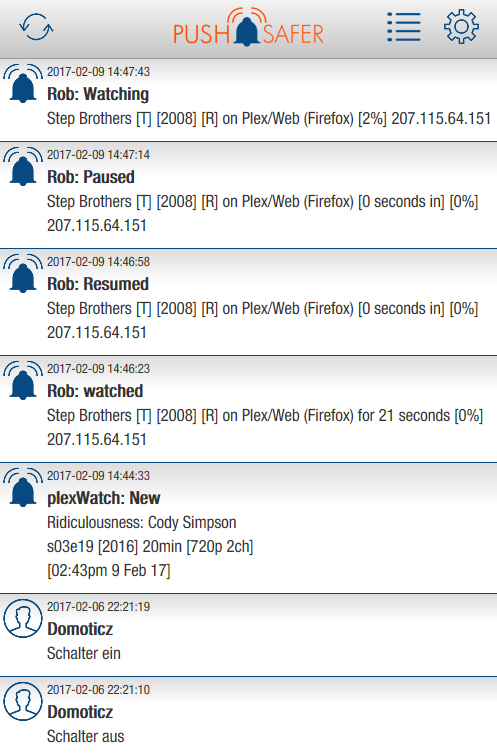 PUSH SAFER
2017-02-09 14:47:43
Rob: Watching
Step Brothers [T] [2008] [R] on Plex/Web (Firefox) [2%] 207.115.64.151
2017-02-09 14:47:14
Rob: Paused
Step Brothers [T] [2008] [R] on Plex/Web (Firefox) [0 seconds in] [0%]
207.115.64.151
2017-02-09 14:46:58
Rob: Resumed
Step Brothers [T] [2008] [R] on Plex/Web (Firefox) [0 seconds in] [0%]
207.115.64.151
2017-02-09 14:46:23
Rob: watched
Step Brothers [T] [2008] [R] on Plex/Web (Firefox) for 21 seconds [0%]
207.115.64.151
2017-02-09 14:44:33
plexWatch: New
Ridiculousness: Cody Simpson
s03e19 [2016] 20min [720p 2ch]
[02:43pm 9 Feb 17]
2017-02-06 22:21:19
Domoticz
Schalter ein
2017-02-06 22:21:10
Domoticz
Schalter aus